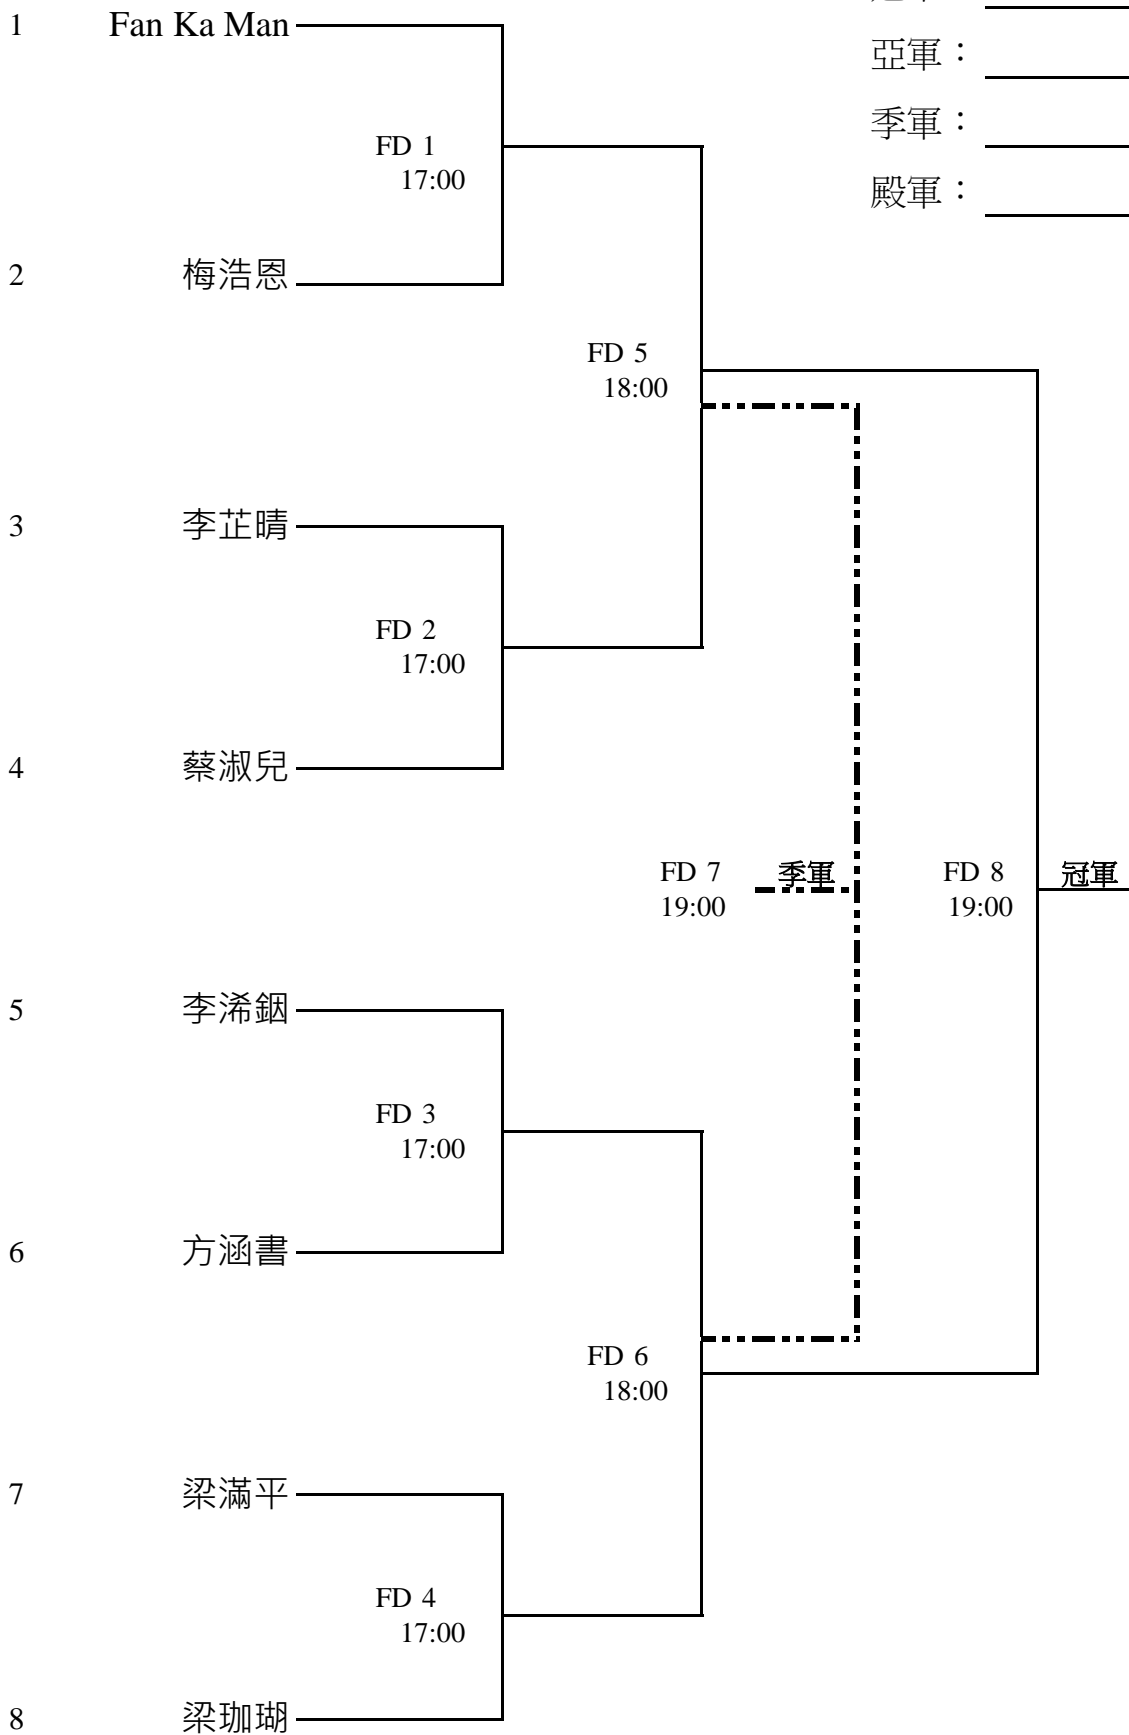 1 Fan Ka Man
亞軍：
季軍：
殿軍：
FD 1
17:00
2 梅浩恩
FD 5
18:00
3 李芷晴
FD 2
17:00
4 蔡淑兒
FD 7 季軍
19:00
FD 8 冠軍
19:00
5 李浠銦
FD 3
17:00
6 方涵書
FD 6
18:00
7 梁滿平
FD 4
17:00
8 梁珈瑚